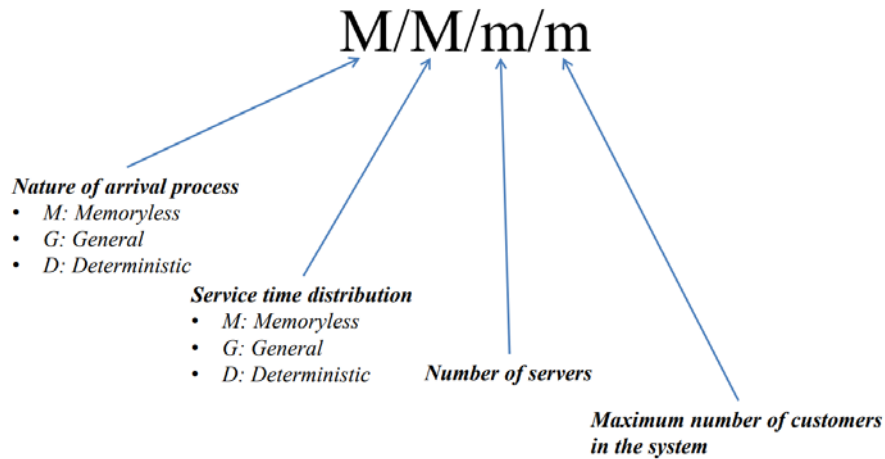 M/M/m/m
Nature of arrival process
• M: Memoryless
• G: General
• D: Deterministic
Service time distribution
• M: Memoryless
• G: General
• D: Deterministic
Number of servers
Maximum number of customers
in the system